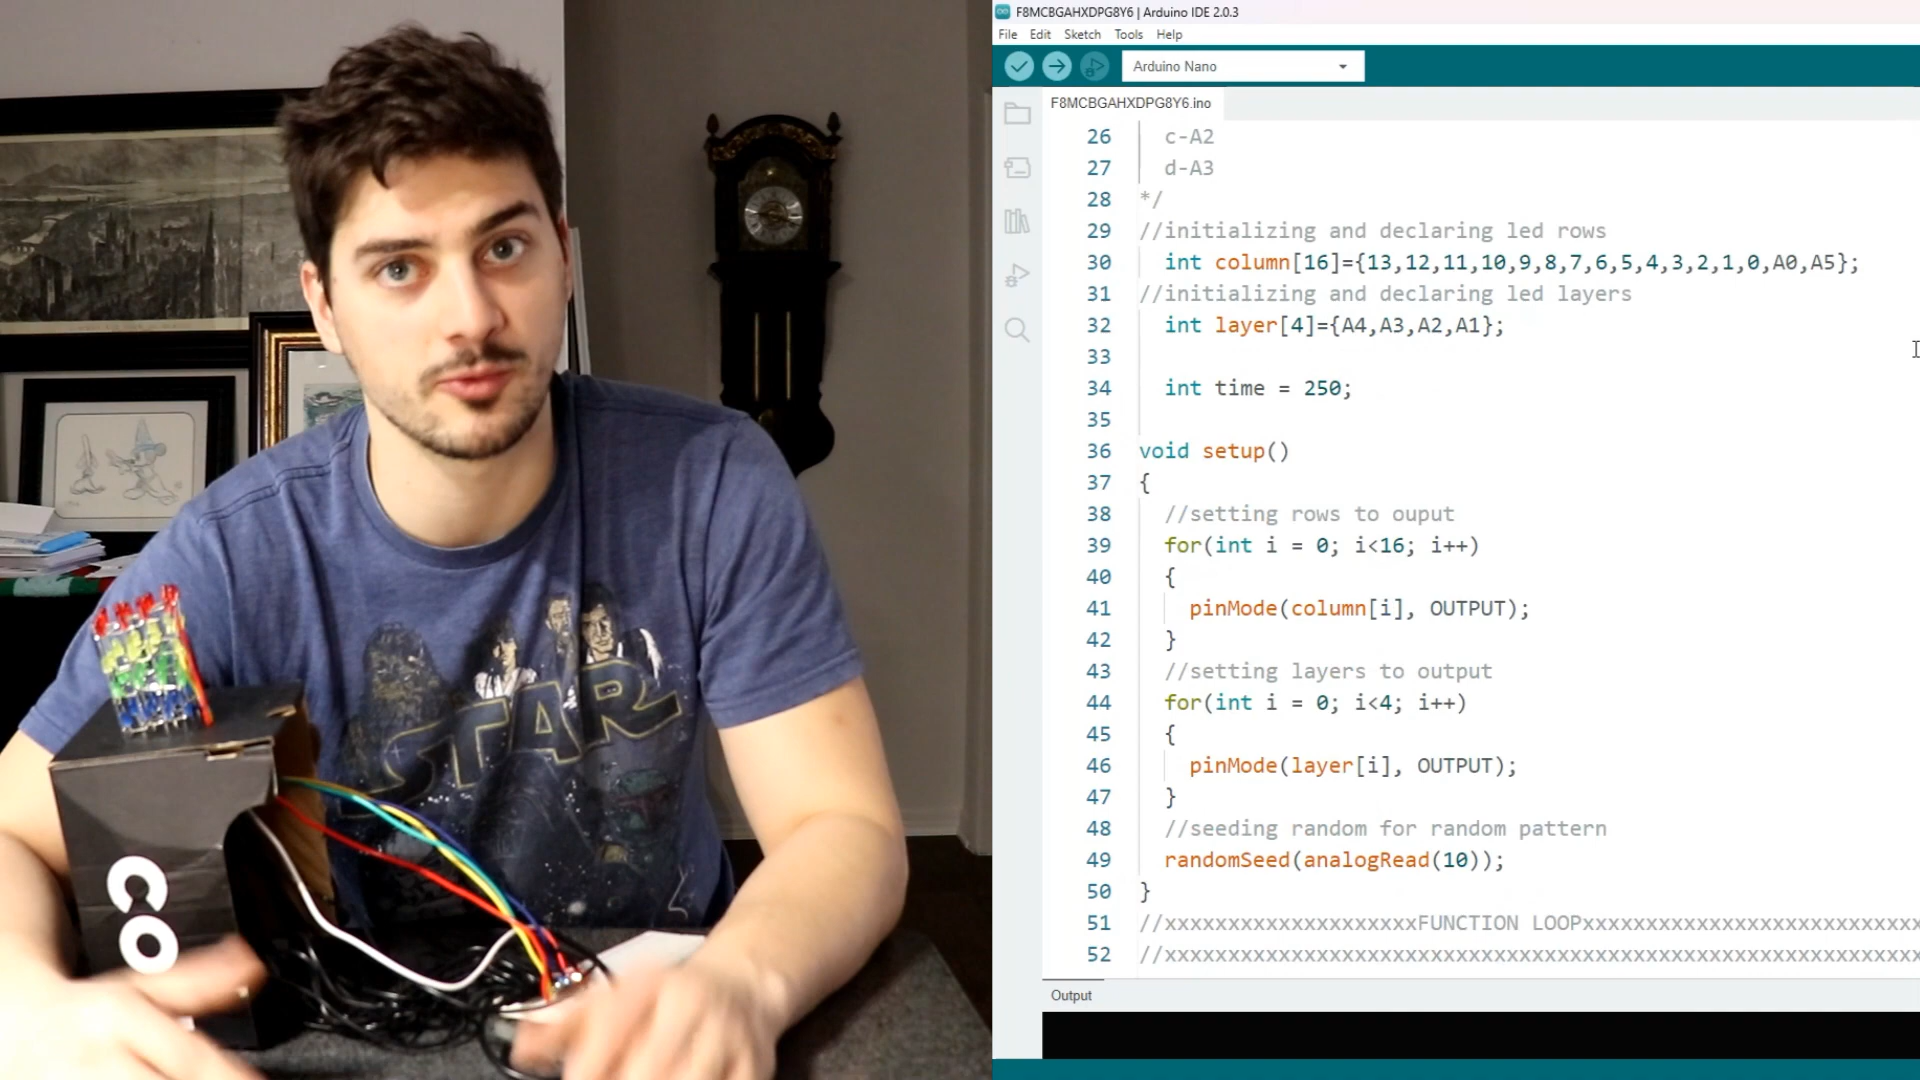 F8MCBGAHXDPG8Y6 | Arduino IDE 2.0.3
File Edit Sketch Tools Help
Arduino Nano
F8MCBGAHXDPG8Y6.ino
26 c-A2
27 d-A3
28 */
29 //initializing and declaring led rows
30 int column[16]={13,12,11,10,9,8,7,6,5,4,3,2,1,0,A0,A5};
31 //initializing and declaring led layers
32 int layer[4]={A4,A3,A2,A1};
33
34 int time = 250;
35
36 void setup()
37 {
38 //setting rows to ouput
39 for(int i = 0; i<16; i++)
40 {
41 pinMode(column[i], OUTPUT);
42 }
43 //setting layers to output
44 for(int i = 0; i<4; i++)
45 {
46 pinMode(layer[i], OUTPUT);
47 }
48 //seeding random for random pattern
49 randomSeed(analogRead(10));
50 }
51 //xxxxxxxxxxxxxxxxxxxxFUNCTION LOOPxxxxxxxxxxxxxxxxxxxxxxxxxxx
52 //xxxxxxxxxxxxxxxxxxxxxxxxxxxxxxxxxxxxxxxxxxxxxxxxxxxxxxxxxxxx
Output
STAR
CO